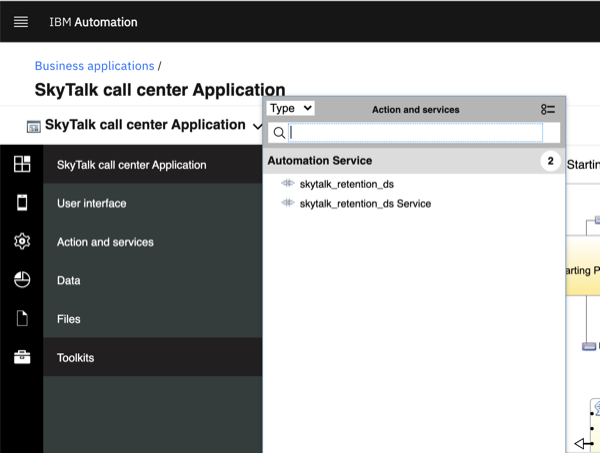 IBM Automation
Business applications /
SkyTalk call center Application
SkyTalk call center Application
Type
Action and services
Automation Service
2
skytalk_retention_ds
skytalk_retention_ds Service
SkyTalk call center Application
User interface
Action and services
Data
Files
Toolkits
Startin
arting P